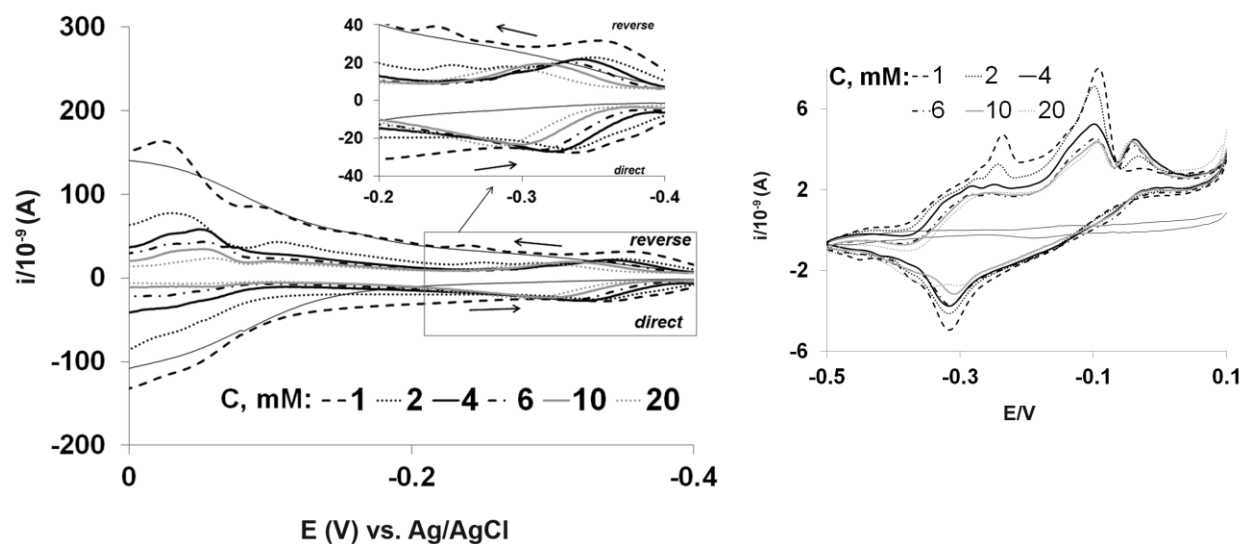 300
200
100
0
-100
-200
i/10⁻⁹ (A)
0
-0.2
-0.4
E (V) vs. Ag/AgCl
40
20
0
-20
-40
-0.2
-0.3
-0.4
reverse
direct
reverse
direct
C, mM: 1 2 4 6 10 20
C, mM: 1 2 4
6 10 20
i/10⁻⁹ (A)
6
2
-2
-6
-0.5
-0.3
-0.1
0.1
E/V